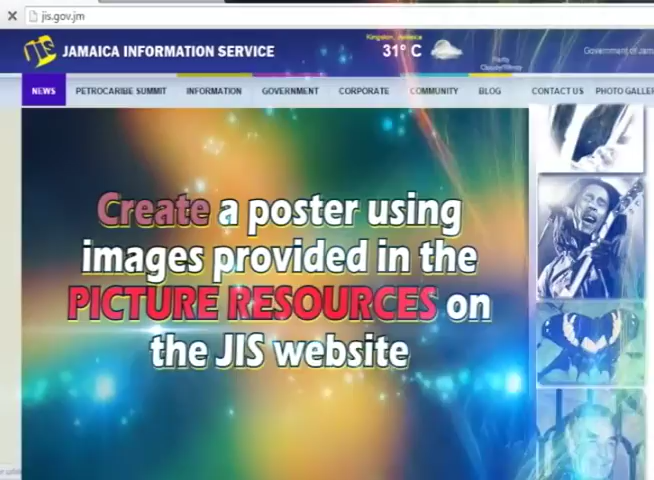 jis.gov.jm
JIS JAMAICA INFORMATION SERVICE
Kingston, Jamaica
31° C
Partly
Cloudy/Windy
Government of Jam
NEWS PETROCARIBE SUMMIT INFORMATION GOVERNMENT CORPORATE COMMUNITY BLOG CONTACT US PHOTO GALLER
Create a poster using
images provided in the
PICTURE RESOURCES on
the JIS website